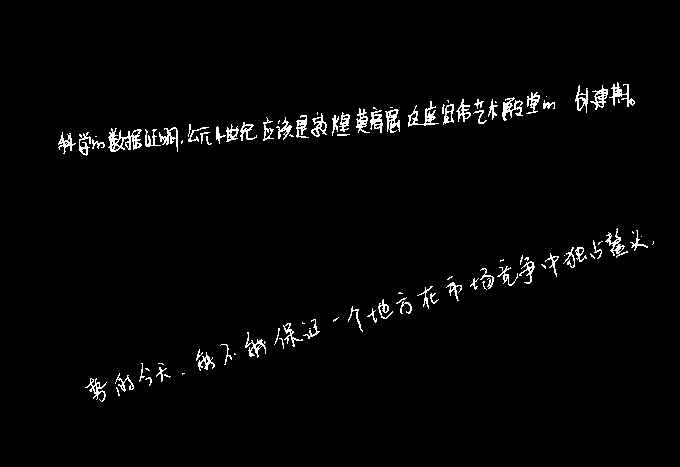 科学的数据证明,公元4世纪应该是敦煌莫高窟这座宏伟艺术殿堂的创建期。
势的今天,能不能保证一个地方在市场竞争中独占鳌头,